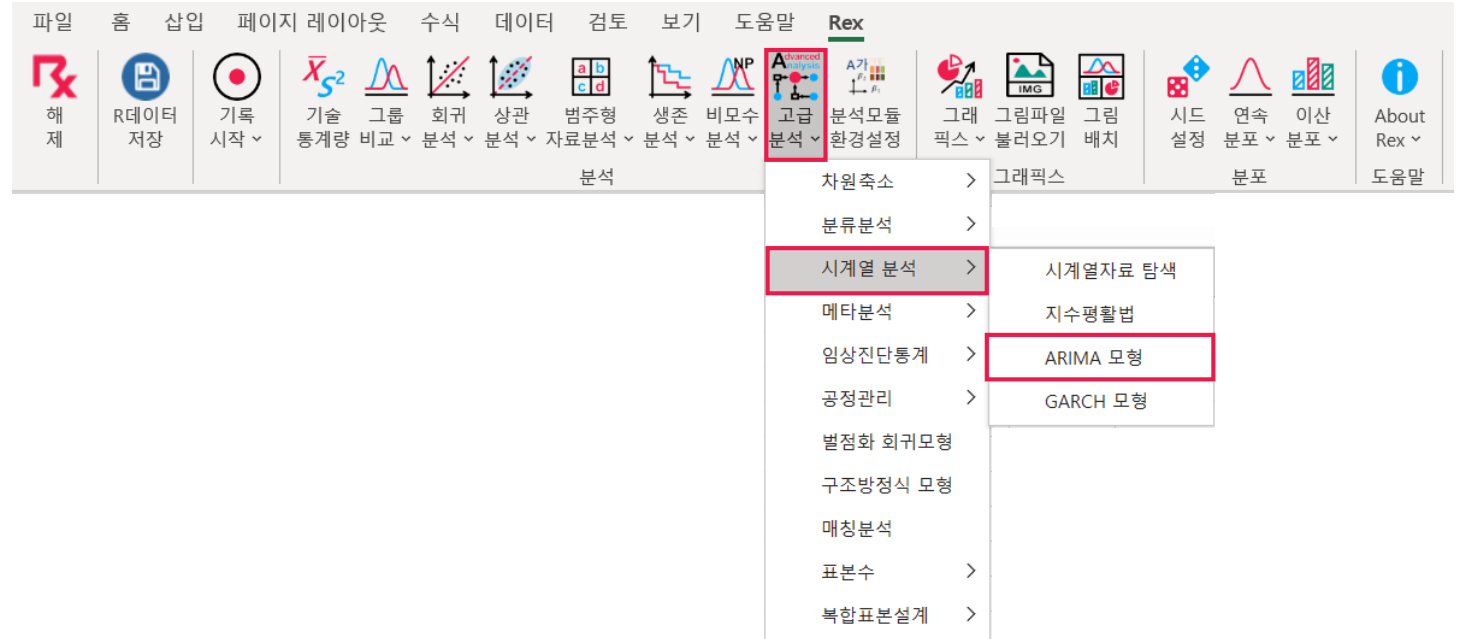 파일 홈 삽입 페이지 레이아웃 수식 데이터 검토 보기 도움말 Rex
해
제
R데이터
저장
기록
시작
X S2 기술
통계량
그룹
비교
회귀
분석
상관
분석
a b
c d
범주형
자료분석
생존
분석
NP
비모수
분석
Advanced
Analysis
고급
분석
A가
β₂
β₁
분석모듈
환경설정
분석
그래
픽스
IMG
그림파일
불러오기
그림
배치
그래픽스
시드
설정
연속
분포
이산
분포
분포
About
Rex
도움말
차원축소
분류분석
시계열 분석
메타분석
임상진단통계
공정관리
벌점화 회귀모형
구조방정식 모형
매칭분석
표본수
복합표본설계
시계열자료 탐색
지수평활법
ARIMA 모형
GARCH 모형